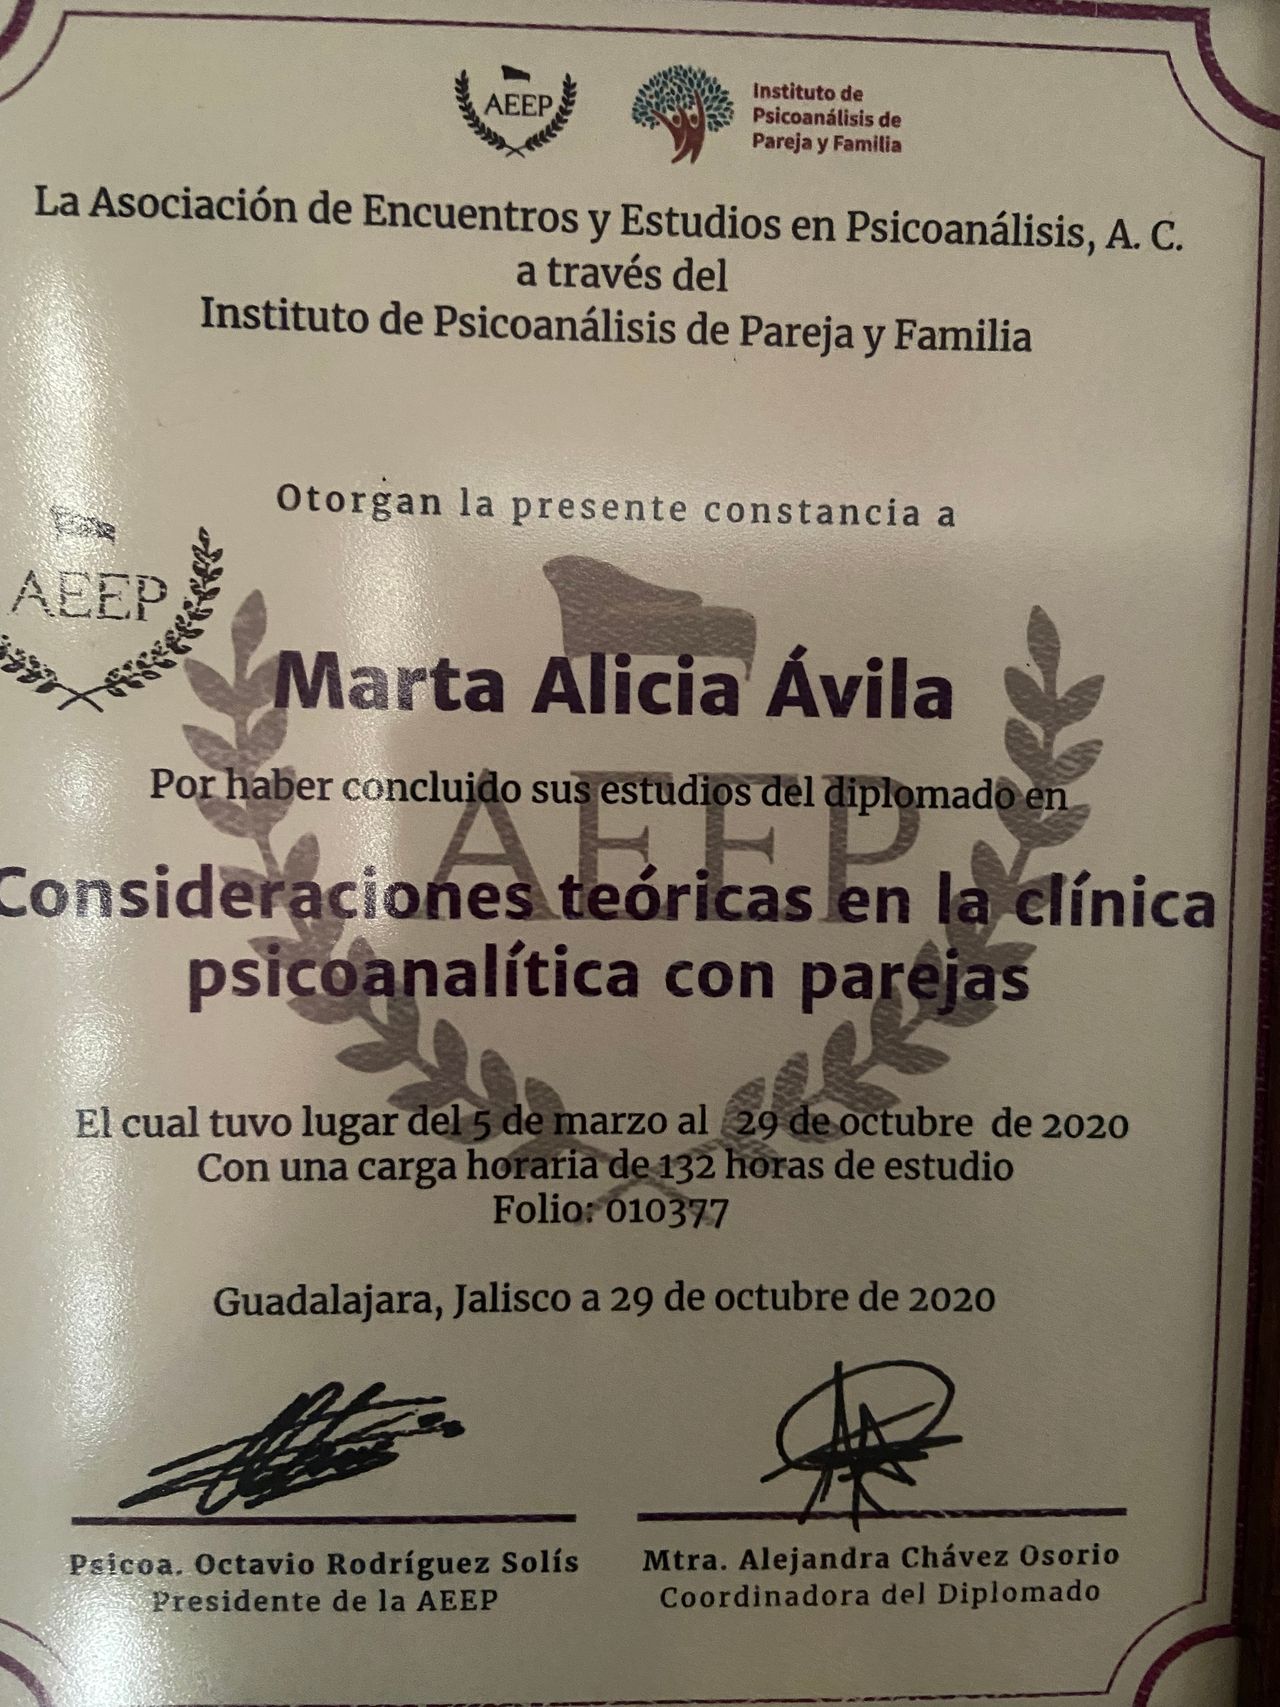 AEEP
Instituto de
Psicoanálisis de
Pareja y Familia
La Asociación de Encuentros y Estudios en Psicoanálisis, A. C.
a través del
Instituto de Psicoanálisis de Pareja y Familia
Otorgan la presente constancia a
AEEP
Marta Alicia Ávila
Por haber concluido sus estudios del diplomado en
AEEP
Consideraciones teóricas en la clínica
psicoanalítica con parejas
El cual tuvo lugar del 5 de marzo al 29 de octubre de 2020
Con una carga horaria de 132 horas de estudio
Folio: 010377
Guadalajara, Jalisco a 29 de octubre de 2020
Psicoa. Octavio Rodríguez Solís
Presidente de la AEEP
Mtra. Alejandra Chávez Osorio
Coordinadora del Diplomado